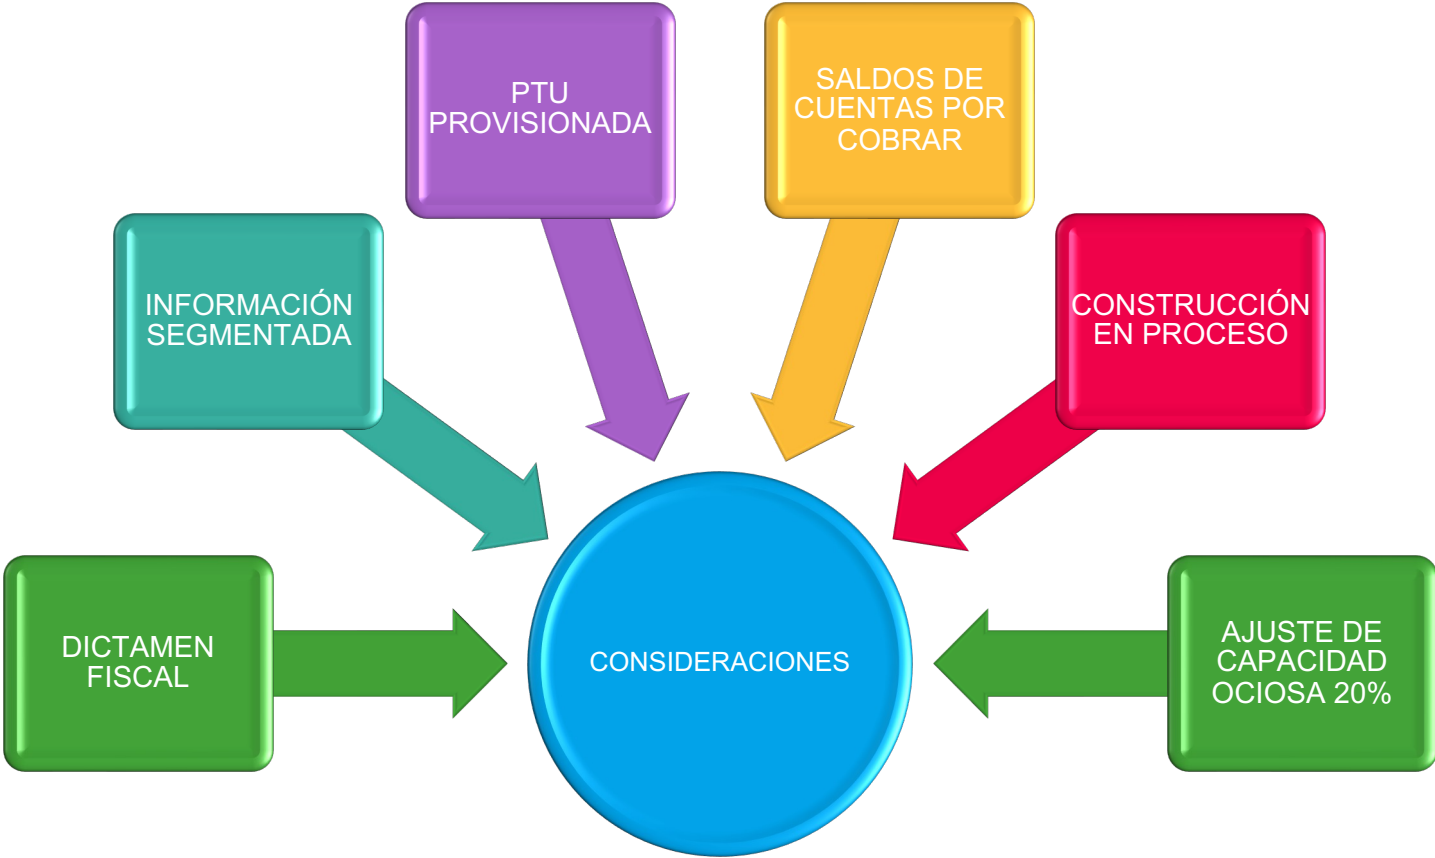 PTU
PROVISIONADA
SALDOS DE
CUENTAS POR
COBRAR
INFORMACIÓN
SEGMENTADA
CONSTRUCCIÓN
EN PROCESO
DICTAMEN
FISCAL
CONSIDERACIONES
AJUSTE DE
CAPACIDAD
OCIOSA 20%